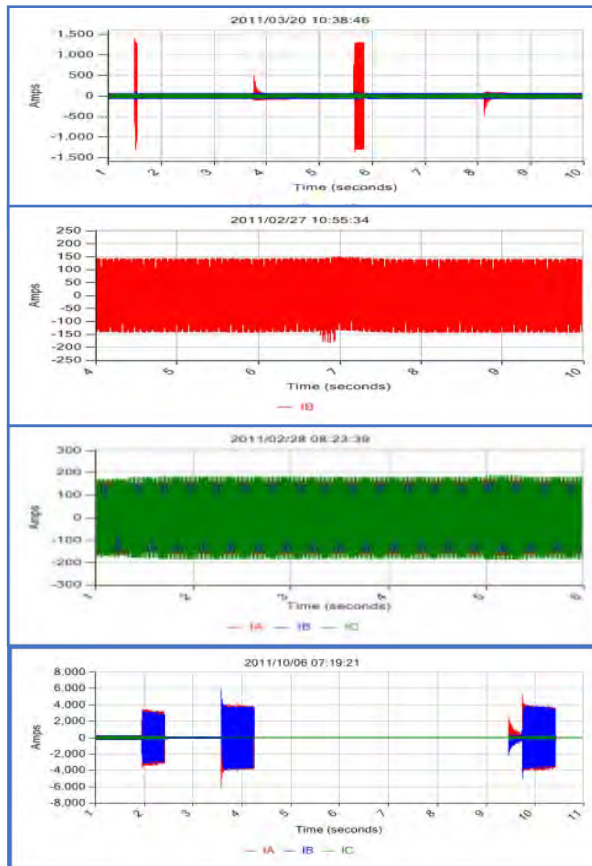 2011/03/20 10:38:46
1,500
1.000
500
0
-500
-1.000
-1,500
Amps
1 2 3 4 5 6 7 8 9 10
Time (seconds)
2011/02/27 10:55:34
250
200
150
100
50
0
-50
-100
-150
-200
-250
Amps
4 5 6 7 8 9 10
Time (seconds)
IB
2011/02/28 08:23:39
300
200
100
0
-100
-200
-300
Amps
1 2 3 4 5 6
Time (seconds)
IA IB IC
2011/10/06 07:19:21
8.000
6.000
4.000
2.000
0
-2.000
-4.000
-6.000
-8.000
Amps
1 2 3 4 5 6 7 8 9 10 11
Time (seconds)
IA IB IC